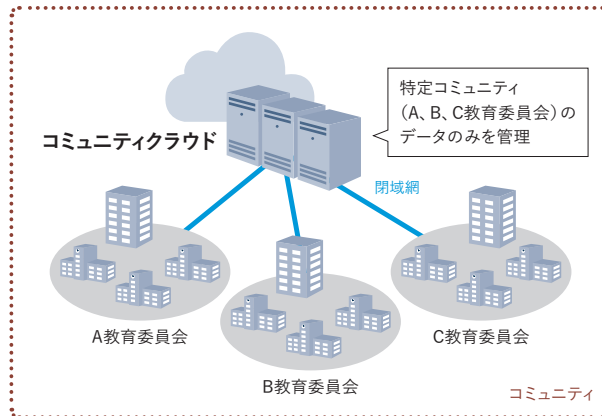 特定コミュニティ
（A、B、C教育委員会）の
データのみを管理
コミュニティクラウド
閉域網
A教育委員会
C教育委員会
B教育委員会
コミュニティ